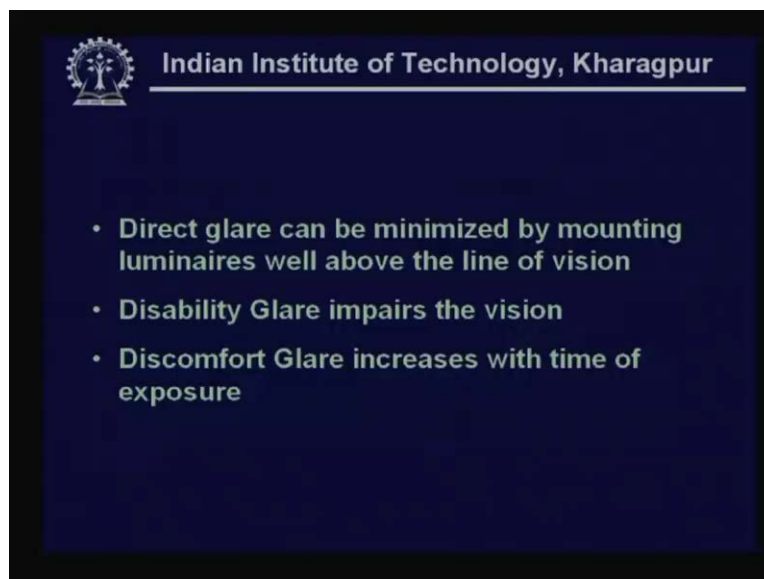 Indian Institute of Technology, Kharagpur
• Direct glare can be minimized by mounting
luminaires well above the line of vision
• Disability Glare impairs the vision
• Discomfort Glare increases with time of
exposure